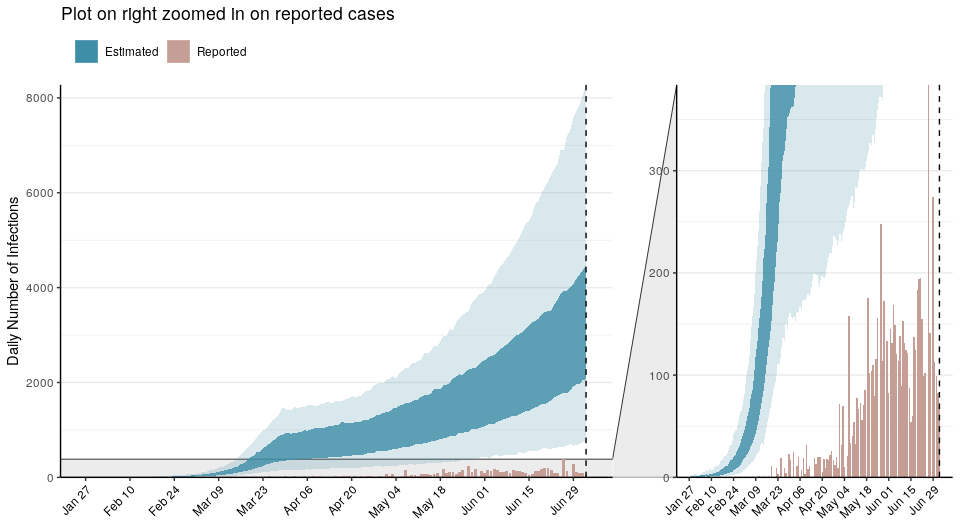 Plot on right zoomed in on reported cases
Estimated Reported
Daily Number of Infections
8000
6000
4000
2000
0
Jan 27 Feb 10 Feb 24 Mar 09 Mar 23 Apr 06 Apr 20 May 04 May 18 Jun 01 Jun 15 Jun 29
300
200
100
0
Jan 27 Feb 10 Feb 24 Mar 09 Mar 23 Apr 06 Apr 20 May 04 May 18 Jun 01 Jun 15 Jun 29